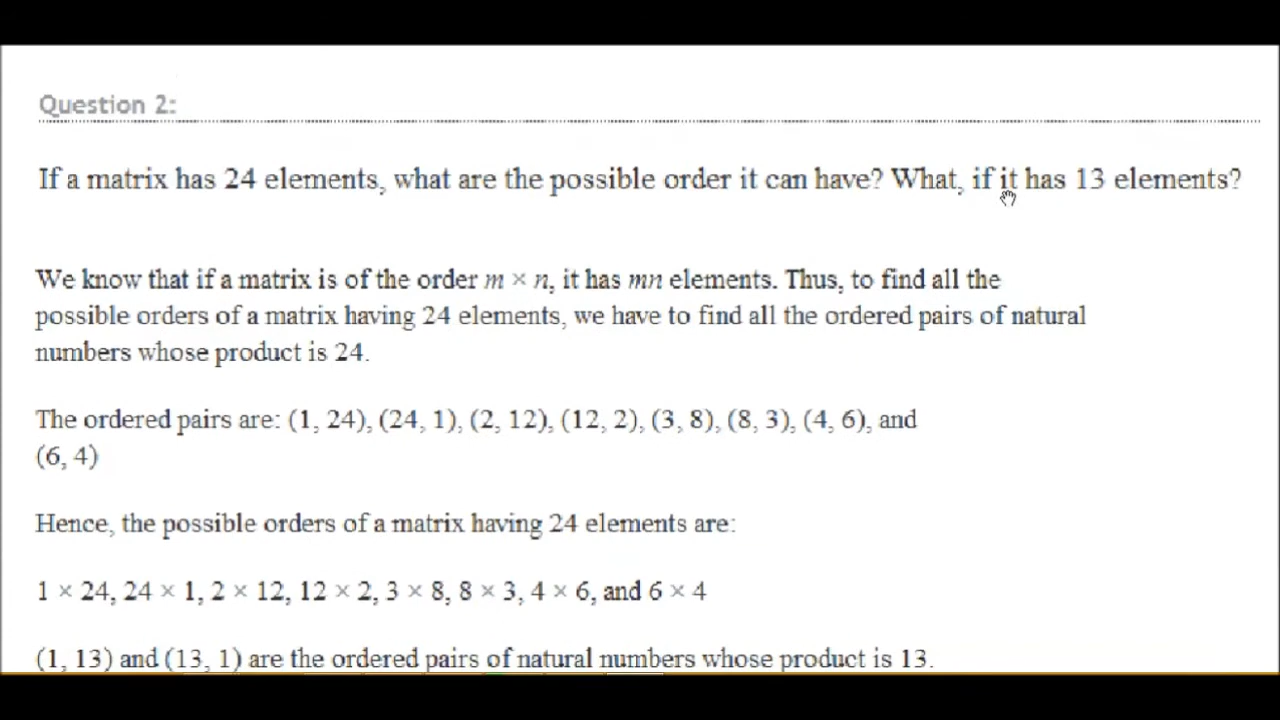 Question 2:
If a matrix has 24 elements, what are the possible order it can have? What, if it has 13 elements?
We know that if a matrix is of the order m × n, it has mn elements. Thus, to find all the
possible orders of a matrix having 24 elements, we have to find all the ordered pairs of natural
numbers whose product is 24.
The ordered pairs are: (1, 24), (24, 1), (2, 12), (12, 2), (3, 8), (8, 3), (4, 6), and
(6, 4)
Hence, the possible orders of a matrix having 24 elements are:
1 × 24, 24 × 1, 2 × 12, 12 × 2, 3 × 8, 8 × 3, 4 × 6, and 6 × 4
(1, 13) and (13, 1) are the ordered pairs of natural numbers whose product is 13.